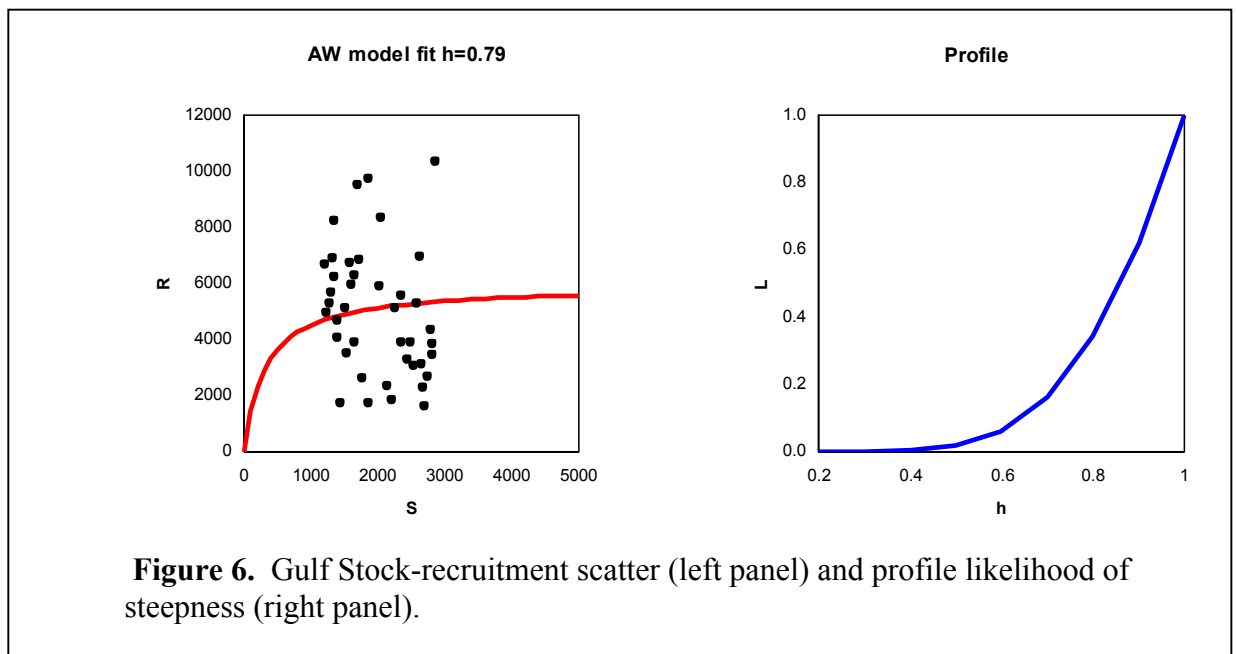 AW model fit h=0.79
12000
10000
8000
6000
4000
2000
0
R
0 1000 2000 3000 4000 5000
S
Profile
1.0
0.8
0.6
0.4
0.2
0.0
L
0.2 0.4 0.6 0.8 1
h
Figure 6. Gulf Stock-recruitment scatter (left panel) and profile likelihood of
steepness (right panel).